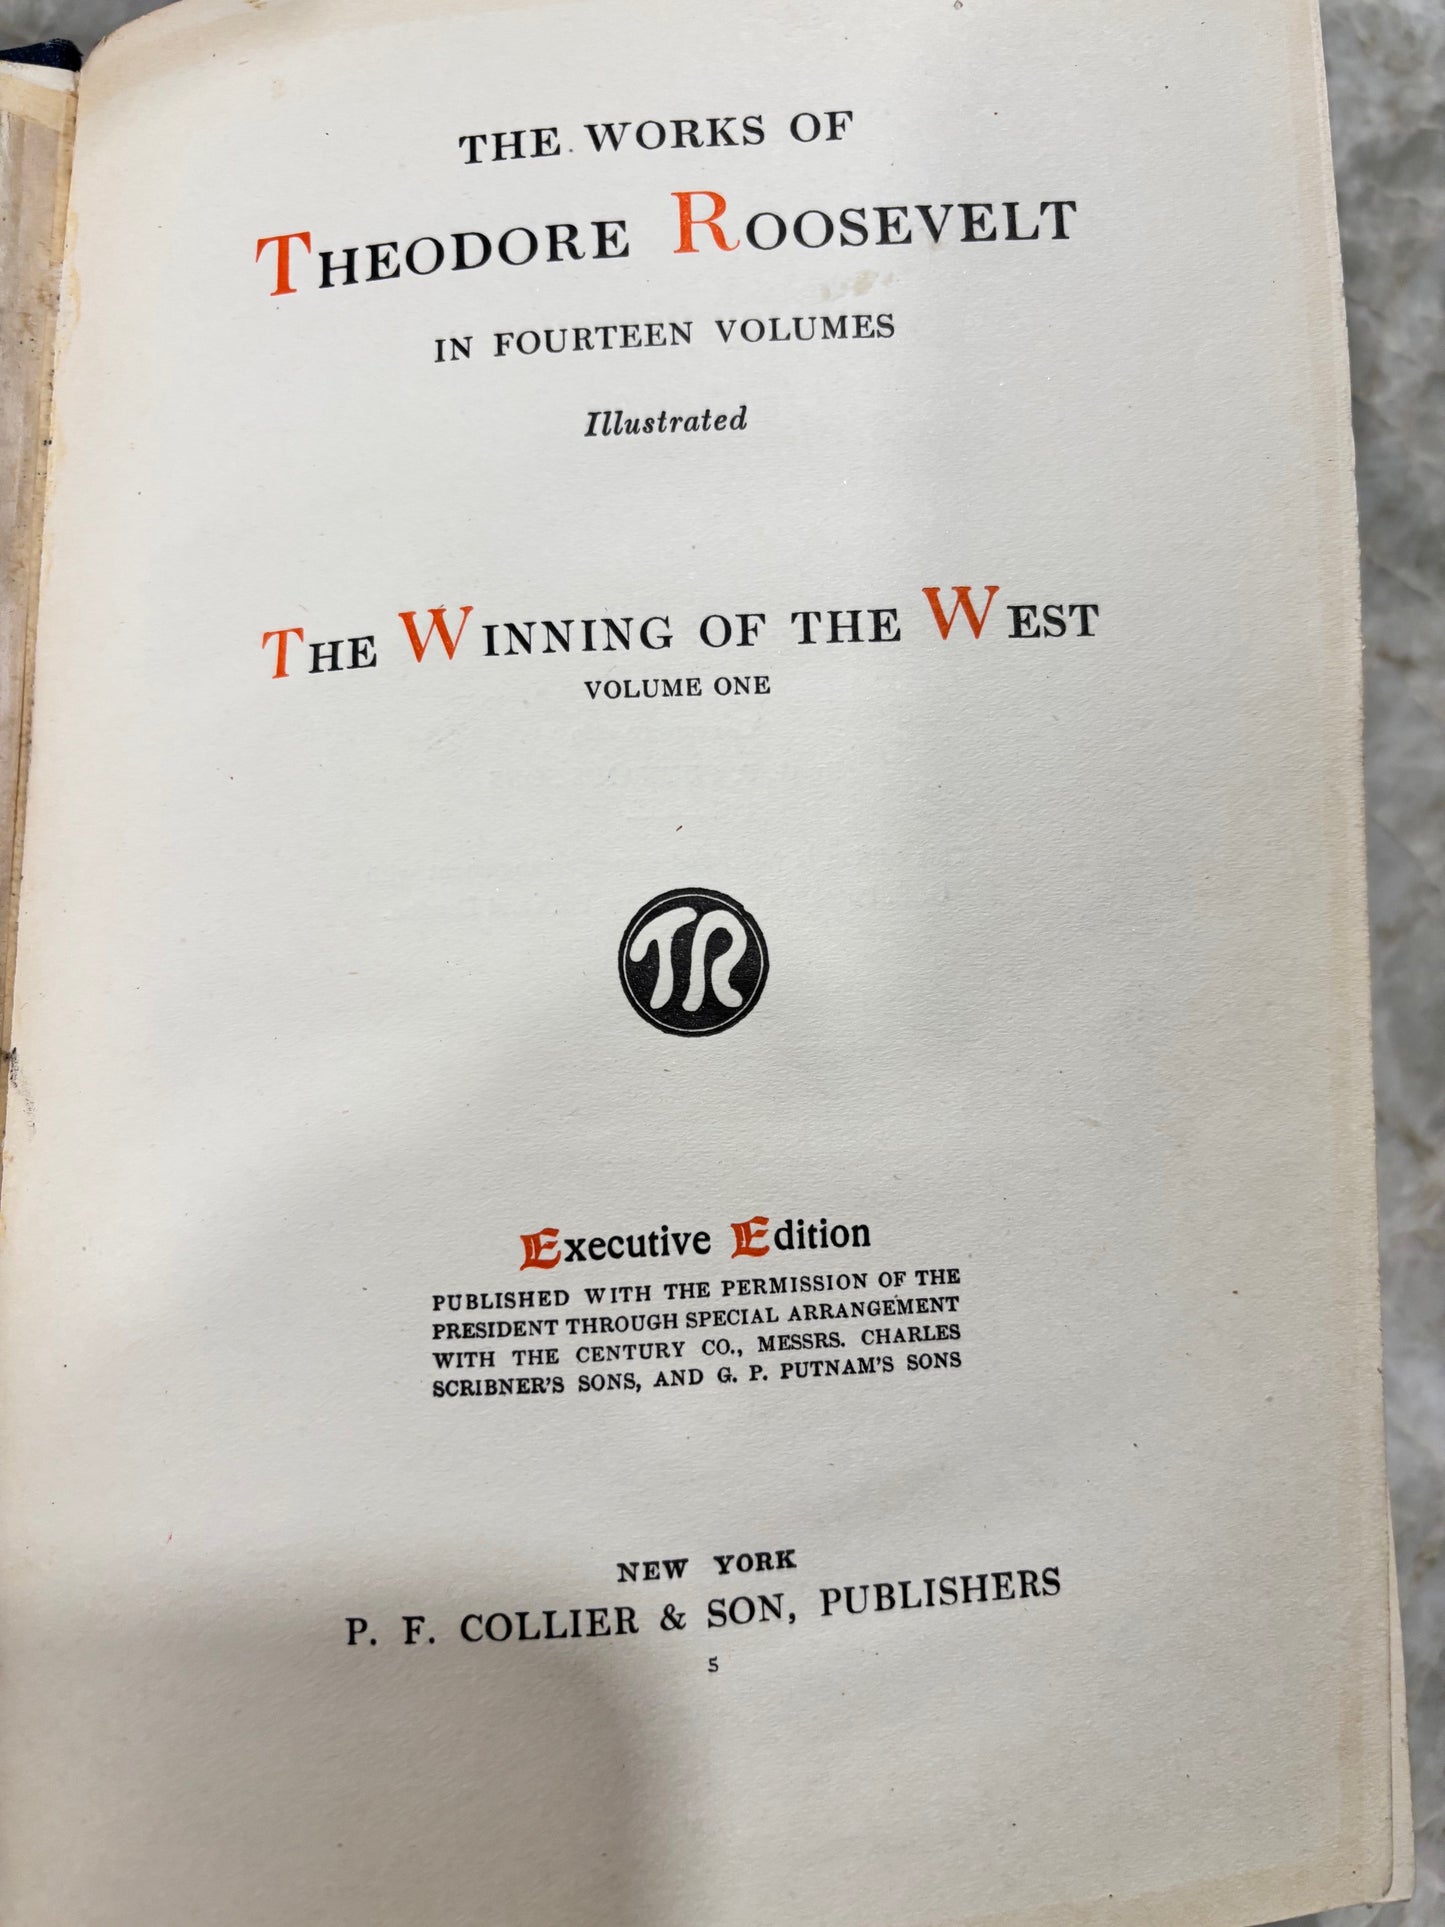 THE WORKS OF
THEODORE ROOSEVELT
IN FOURTEEN VOLUMES
Illustrated
THE WINNING OF THE WEST
VOLUME ONE
TR
Executive Edition
PUBLISHED WITH THE PERMISSION OF THE
PRESIDENT THROUGH SPECIAL ARRANGEMENT
WITH THE CENTURY CO., MESSRS. CHARLES
SCRIBNER'S SONS, AND G. P. PUTNAM'S SONS
NEW YORK
P. F. COLLIER & SON, PUBLISHERS
5